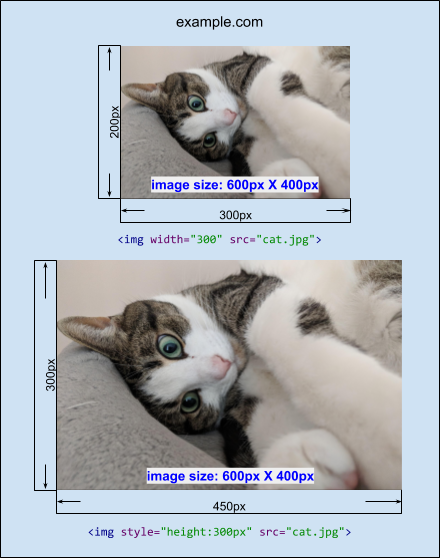 example.com
200px
image size: 600px X 400px
300px
<img width="300" src="cat.jpg">
300px
image size: 600px X 400px
450px
<img style="height:300px" src="cat.jpg">